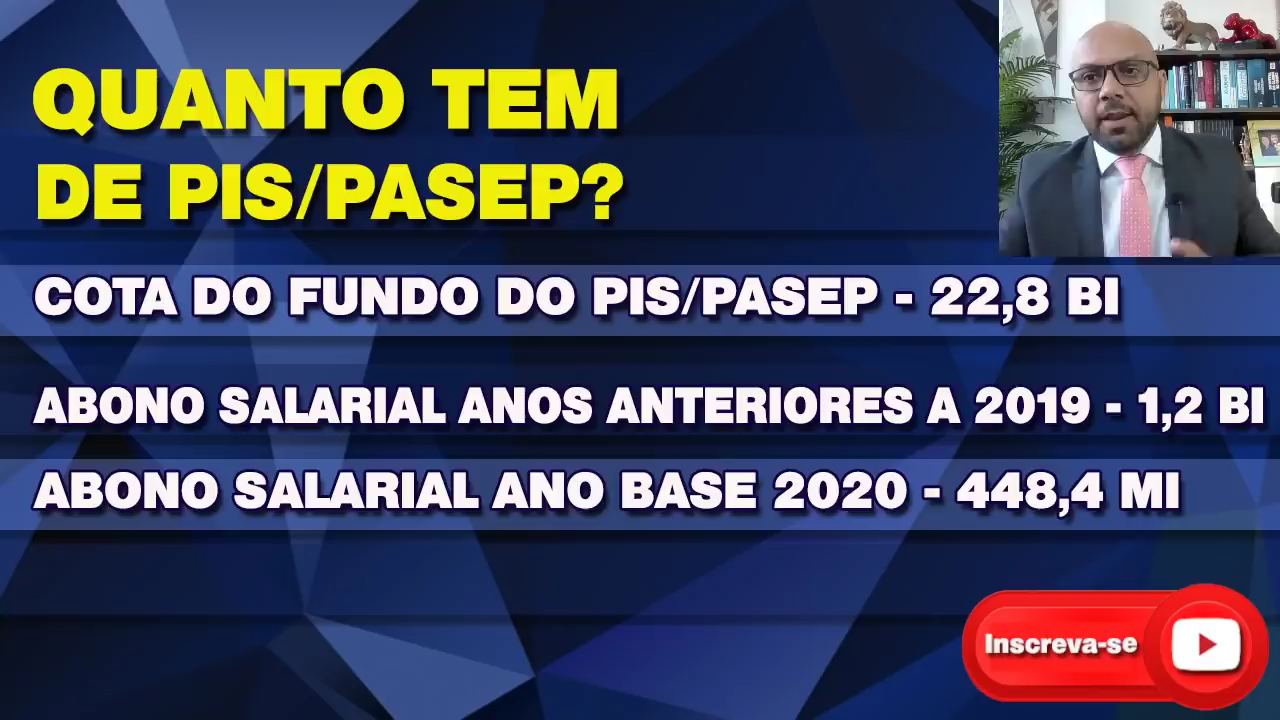 QUANTO TEM
DE PIS/PASEP?
COTA DO FUNDO DO PIS/PASEP - 22,8 BI
ABONO SALARIAL ANOS ANTERIORES A 2019 - 1,2 BI
ABONO SALARIAL ANO BASE 2020 - 448,4 MI
Inscreva-se